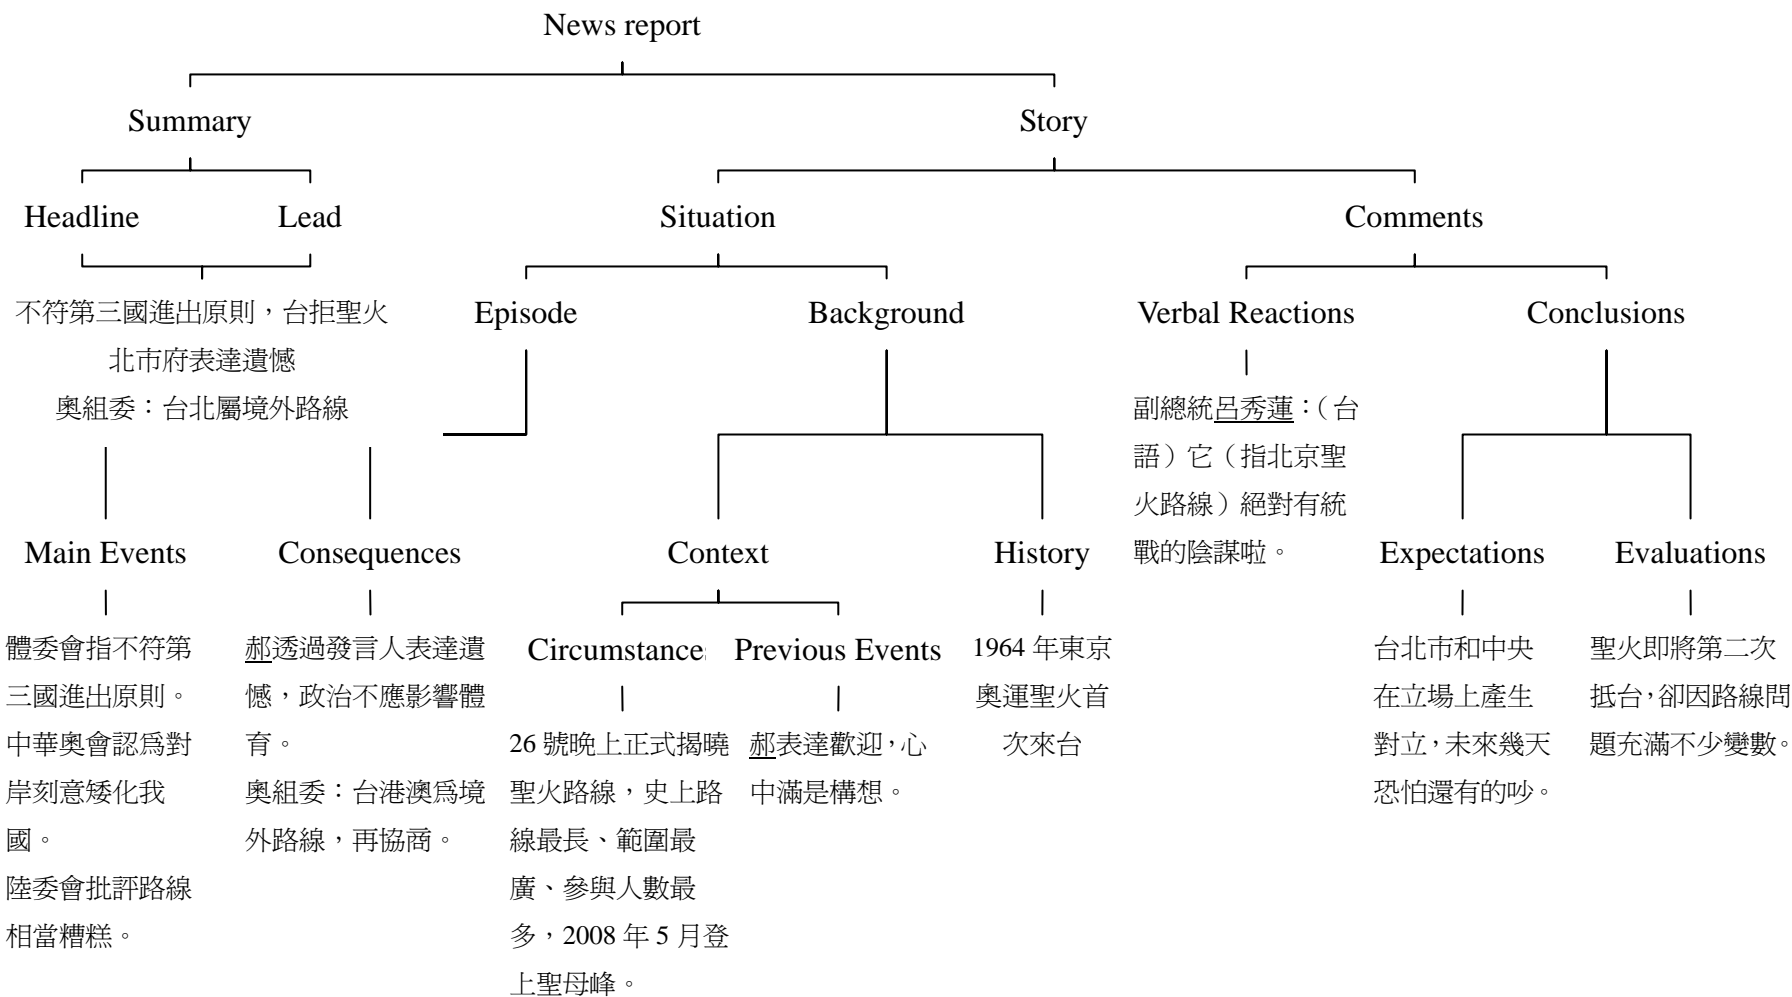 News report
Summary
Story
Headline
Lead
Situation
Comments
不符第三國進出原則，台拒聖火
北市府表達遺憾
奧組委：台北屬境外路線
Episode
Background
Verbal Reactions
Conclusions
副總統呂秀蓮：（台
語）它（指北京聖
火路線）絕對有統
戰的陰謀啦。
Main Events
Consequences
Context
History
Expectations
Evaluations
體委會指不符第
三國進出原則。
中華奧會認為對
岸刻意矮化我
國。
陸委會批評路線
相當糟糕。
郝透過發言人表達遺
憾，政治不應影響體
育。
奧組委：台港澳為境
外路線，再協商。
Circumstance
Previous Events
26 號晚上正式揭曉
聖火路線，史上路
線最長、範圍最
廣、參與人數最
多，2008 年 5 月登
上聖母峰。
郝表達歡迎，心
中滿是構想。
1964 年東京
奧運聖火首
次來台
台北市和中央
在立場上產生
對立，未來幾天
恐怕還有的吵。
聖火即將第二次
抵台，卻因路線問
題充滿不少變數。